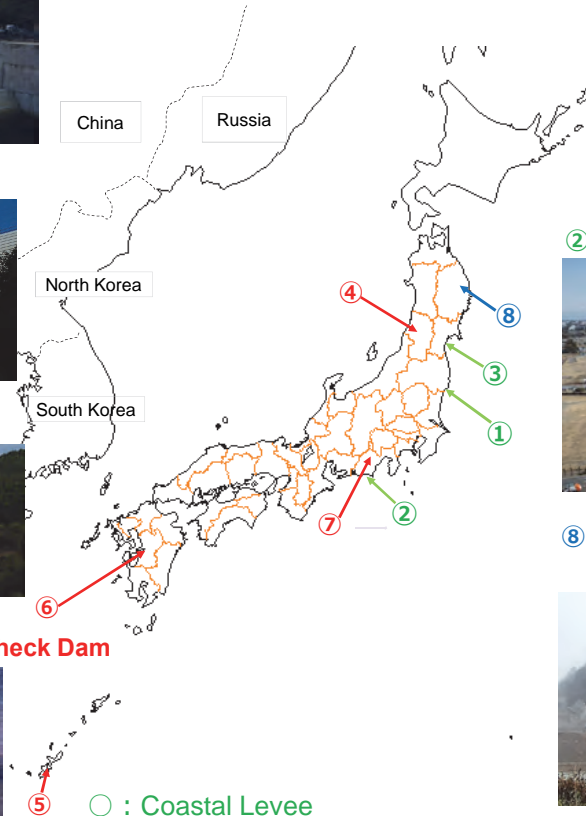 China
Russia
②
North Korea
④
⑧
③
South Korea
①
⑦
②
⑧
⑥
heck Dam
⑤
○ : Coastal Levee